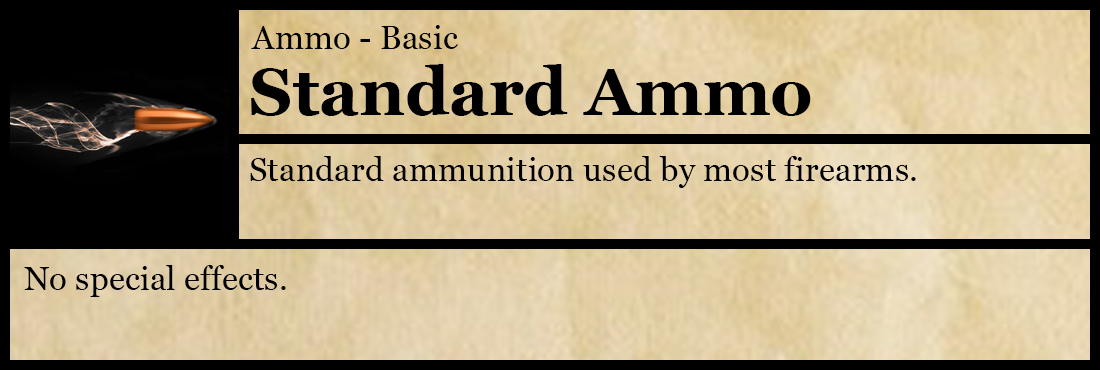 Ammo - Basic
Standard Ammo
Standard ammunition used by most firearms.
No special effects.